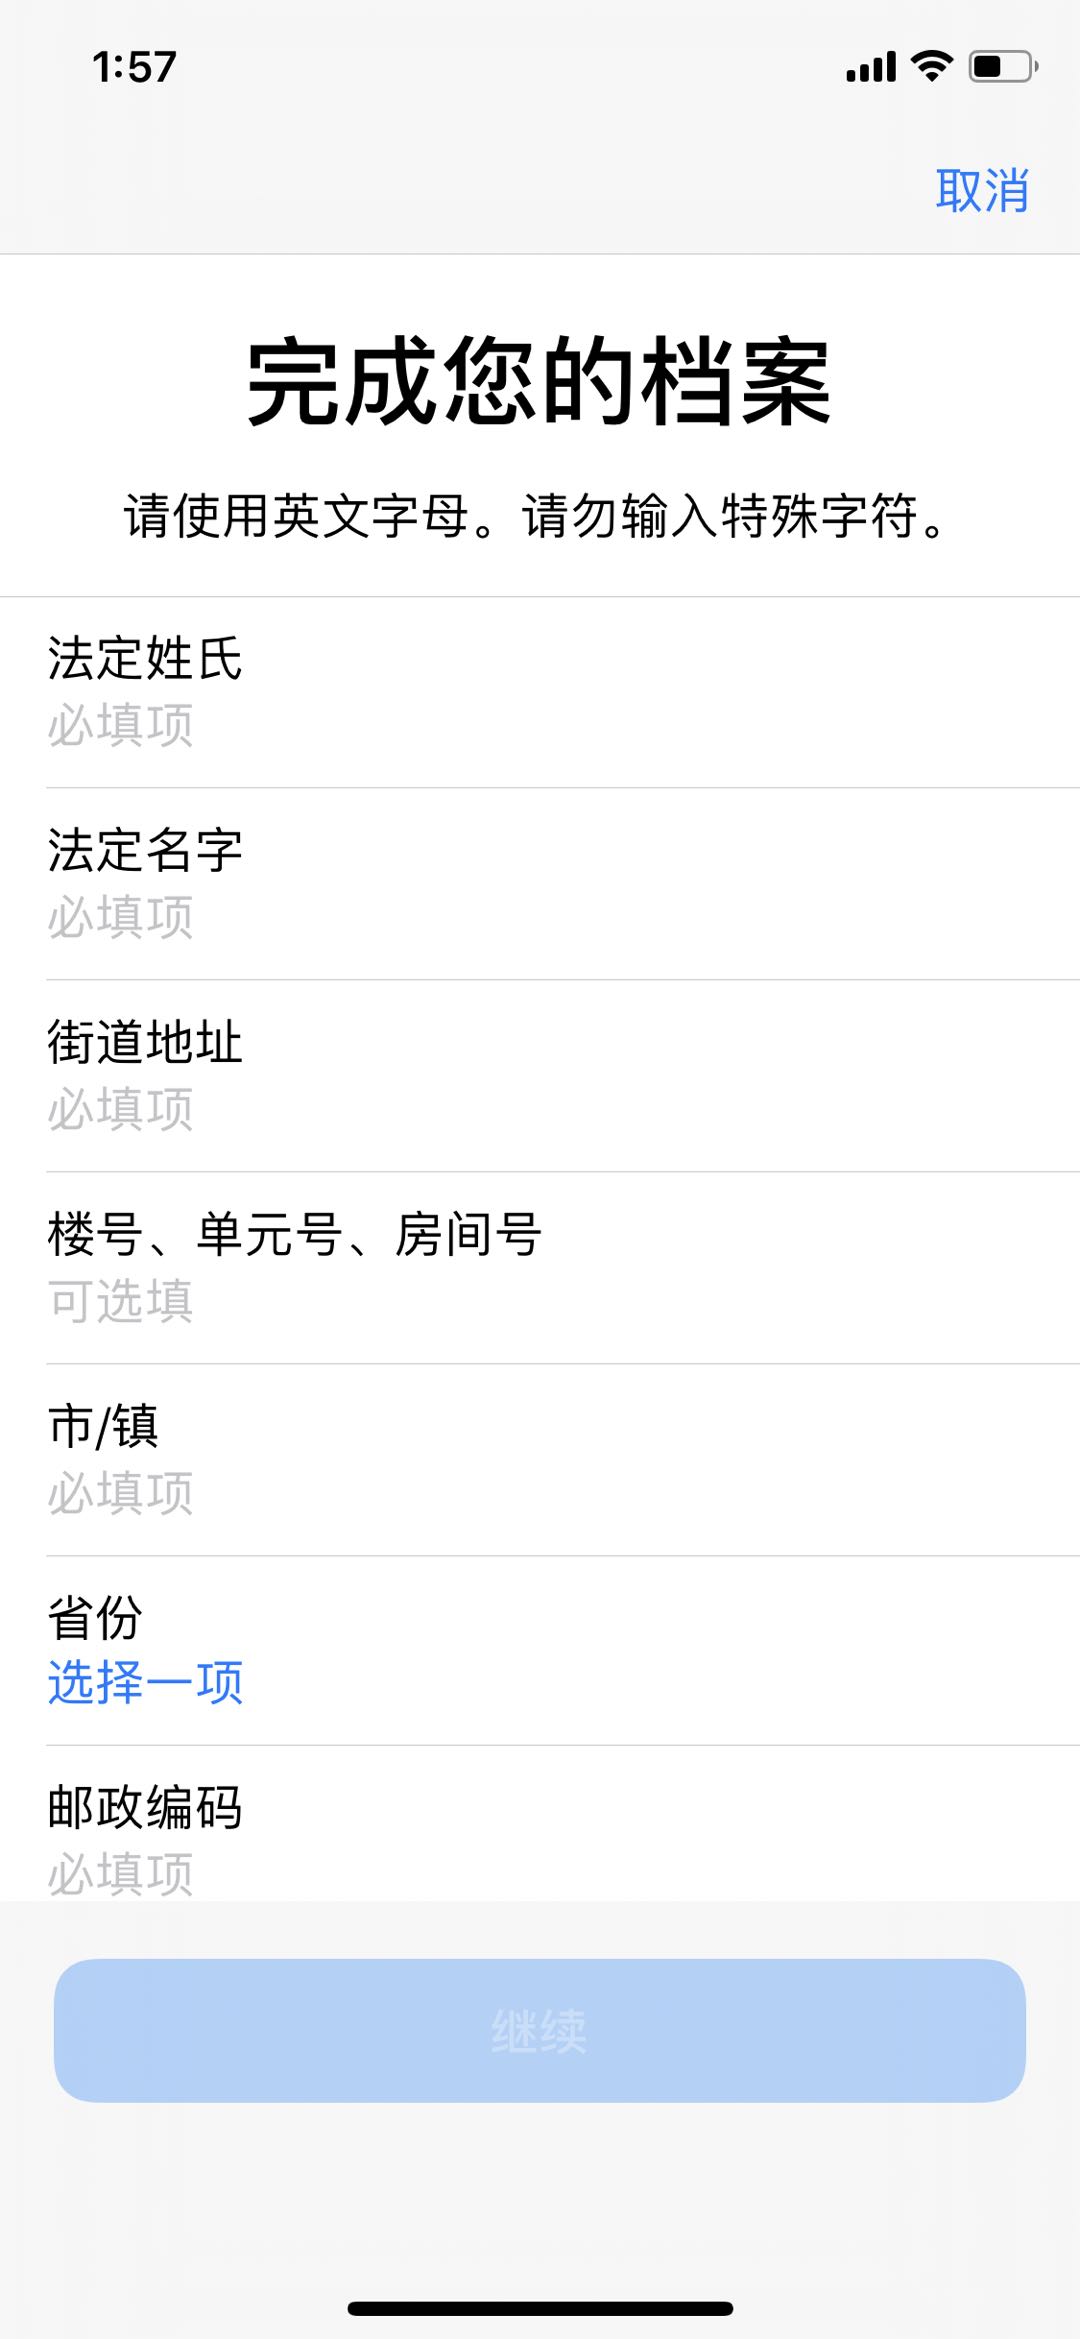 1:57
取消
完成您的档案
请使用英文字母。请勿输入特殊字符。
法定姓氏
必填项
法定名字
必填项
街道地址
必填项
楼号、单元号、房间号
可选填
市/镇
必填项
省份
选择一项
邮政编码
必填项
继续